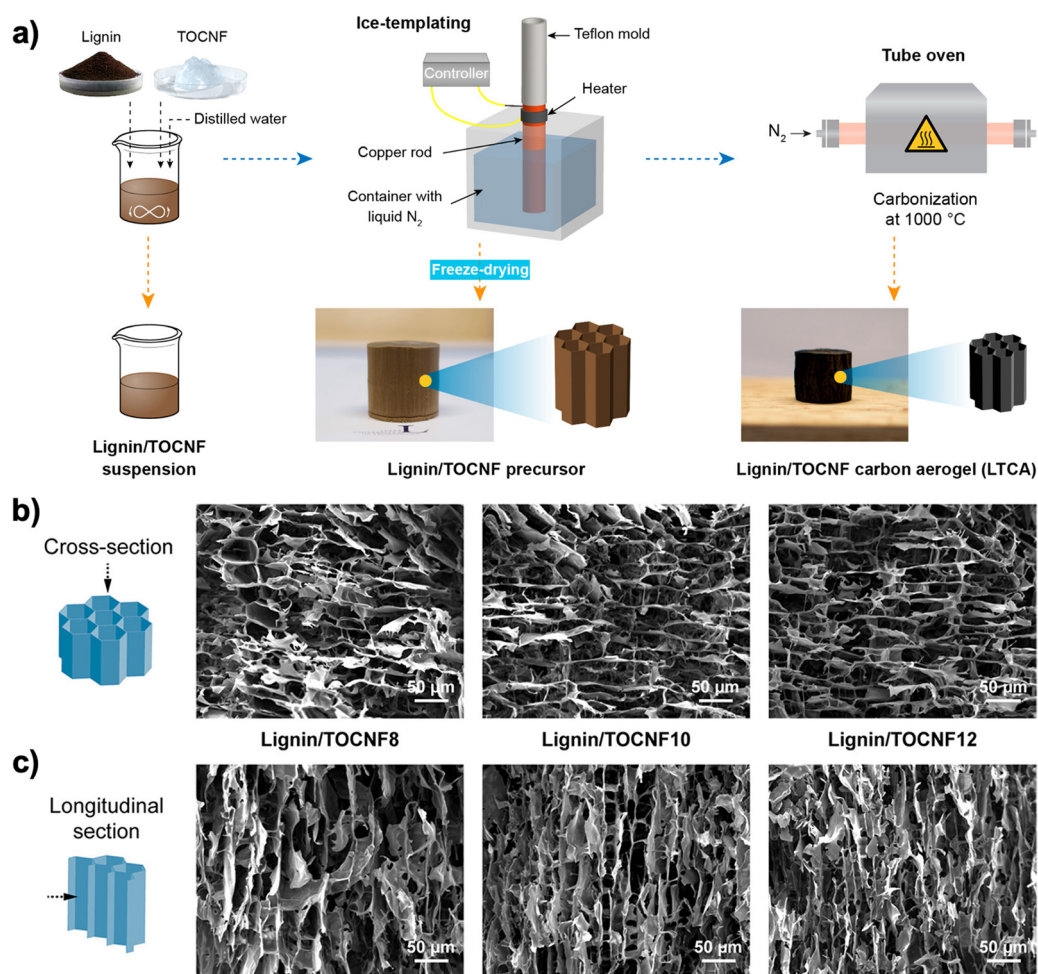 a)
Lignin
TOCNF
Distilled water
Ice-templating
Teflon mold
Controller
Heater
Copper rod
Container with
liquid N₂
Tube oven
N₂
Carbonization
at 1000 °C
Freeze-drying
Lignin/TOCNF
suspension
Lignin/TOCNF precursor
Lignin/TOCNF carbon aerogel (LTCA)
b)
Cross-section
50 µm
50 µm
50 µm
Lignin/TOCNF8
Lignin/TOCNF10
Lignin/TOCNF12
c)
Longitudinal
section
50 µm
50 µm
50 µm